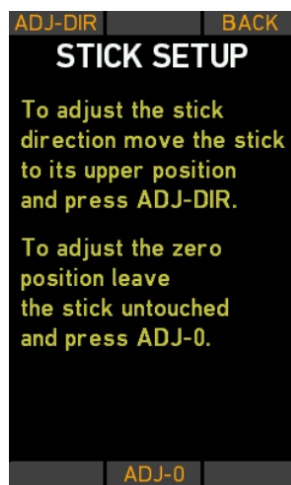 ADJ-DIR BACK
STICK SETUP
To adjust the stick
direction move the stick
to its upper position
and press ADJ-DIR.
To adjust the zero
position leave
the stick untouched
and press ADJ-0.
ADJ-0